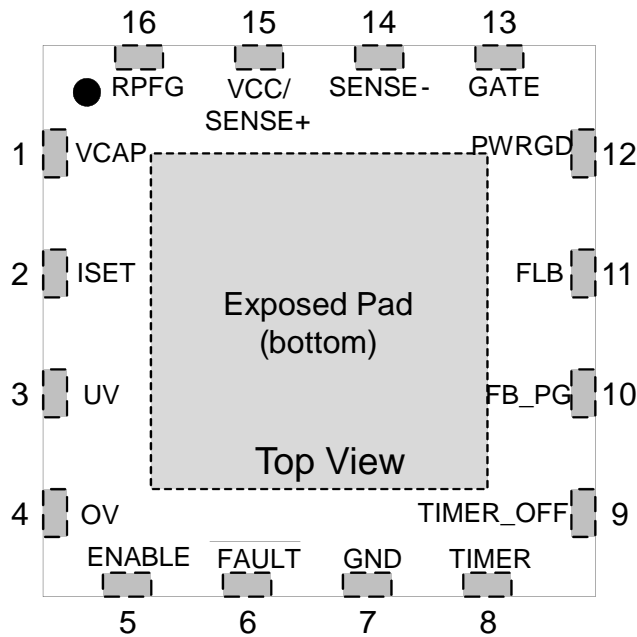 16 15 14 13
RPFG VCC/ SENSE- GATE
SENSE+
1 VCAP PWRGD 12
2 ISET FLB 11
Exposed Pad
(bottom)
3 UV FB_PG 10
Top View
4 OV TIMER_OFF 9
ENABLE FAULT GND TIMER
5 6 7 8